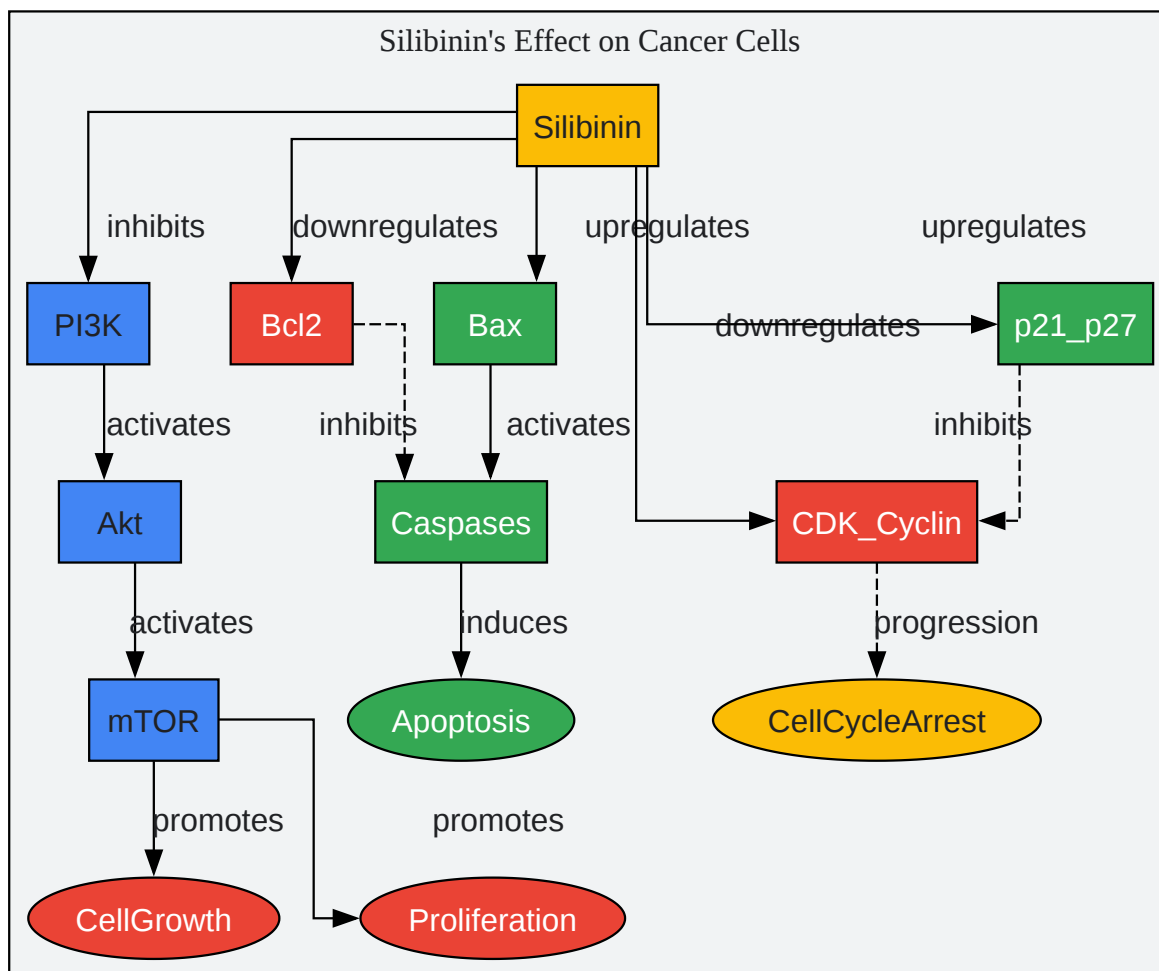 Silibinin's Effect on Cancer Cells
Silibinin
inhibits
downregulates
upregulates
upregulates
PI3K
Bcl2
Bax
downregulates
p21_p27
activates
inhibits
activates
inhibits
Akt
Caspases
CDK_Cyclin
activates
induces
progression
mTOR
Apoptosis
CellCycleArrest
promotes
promotes
CellGrowth
Proliferation